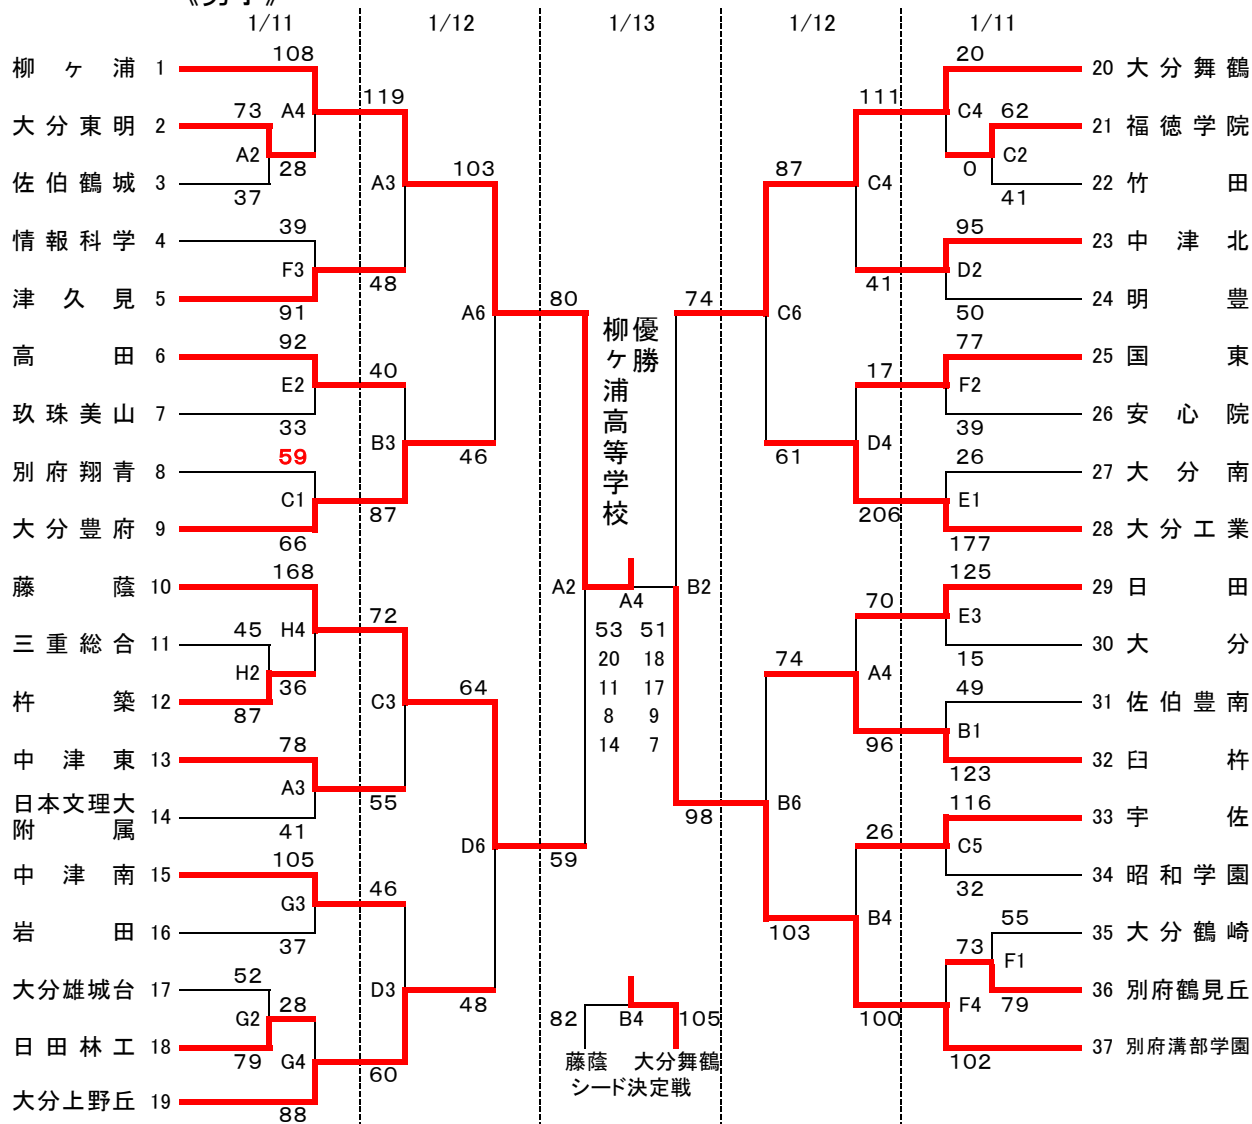 1/11 1/12 1/13 1/12 1/11
柳ヶ浦 1
大分東明 2
佐伯鶴城 3
情報科学 4
津久見 5
高田 6
玖珠美山 7
別府翔青 8
大分豊府 9
藤蔭 10
三重総合 11
杵築 12
中津東 13
日本文理大
附属 14
中津南 15
岩田 16
大分雄城台 17
日田林工 18
大分上野丘 19
108
73 A4
A2
28
37
39
F3
91
92
E2
33
59
C1
66
168
45 H4
H2
36
87
78
A3
41
105
G3
37
52
28
G2
79 G4
88
119
A3
48
40
B3
87
72
C3
55
46
D3
60
103
A6
46
64
D6
48
80
A2
59
優勝
柳ヶ浦高等学校
A4
53 51
20 18
11 17
8 9
14 7
82 B4 105
藤蔭 大分舞鶴
シード決定戦
74
B2
98
87
C6
61
74
B6
103
111
C4
41
17
D4
206
70
A4
96
26
B4
100
20
C4 62
C2
0
41
95
D2
50
77
F2
39
26
E1
177
125
E3
15
49
B1
123
116
C5
32
55
73 F1
F4 79
102
20 大分舞鶴
21 福徳学院
22 竹田
23 中津北
24 明豊
25 国東
26 安心院
27 大分南
28 大分工業
29 日田
30 大分
31 佐伯豊南
32 臼杵
33 宇佐
34 昭和学園
35 大分鶴崎
36 別府鶴見丘
37 別府溝部学園